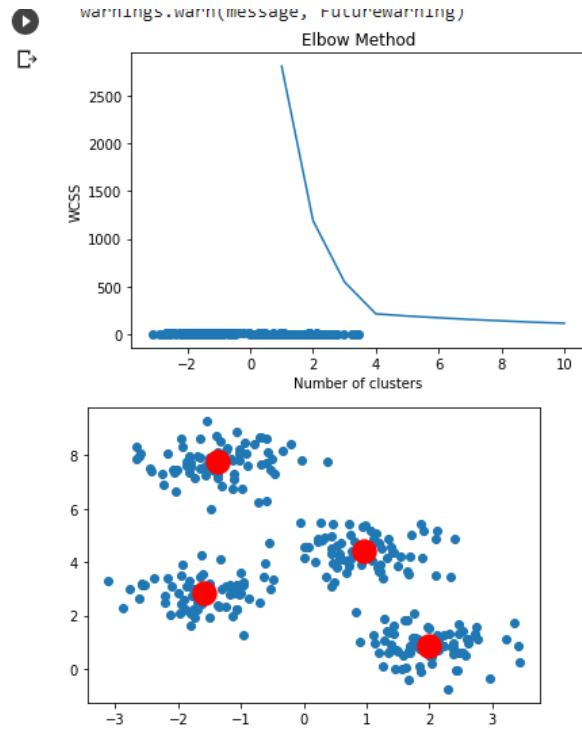 warnings.warn(message, FutureWarning)
Elbow Method
2500
2000
1500
1000
500
0
WCSS
−2 0 2 4 6 8 10
Number of clusters
8
6
4
2
0
−3 −2 −1 0 1 2 3